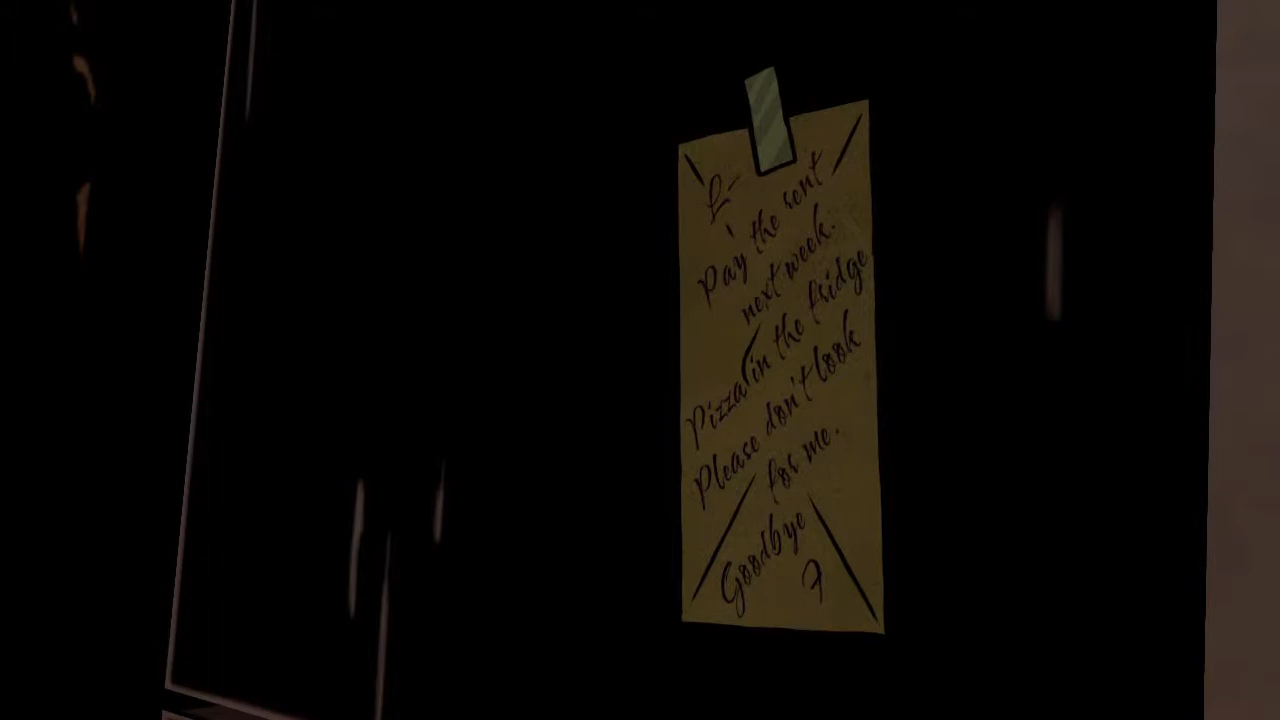 E-
Pay the rent
next week.
Pizza in the fridge
Please don't look
for me.
Goodbye
F